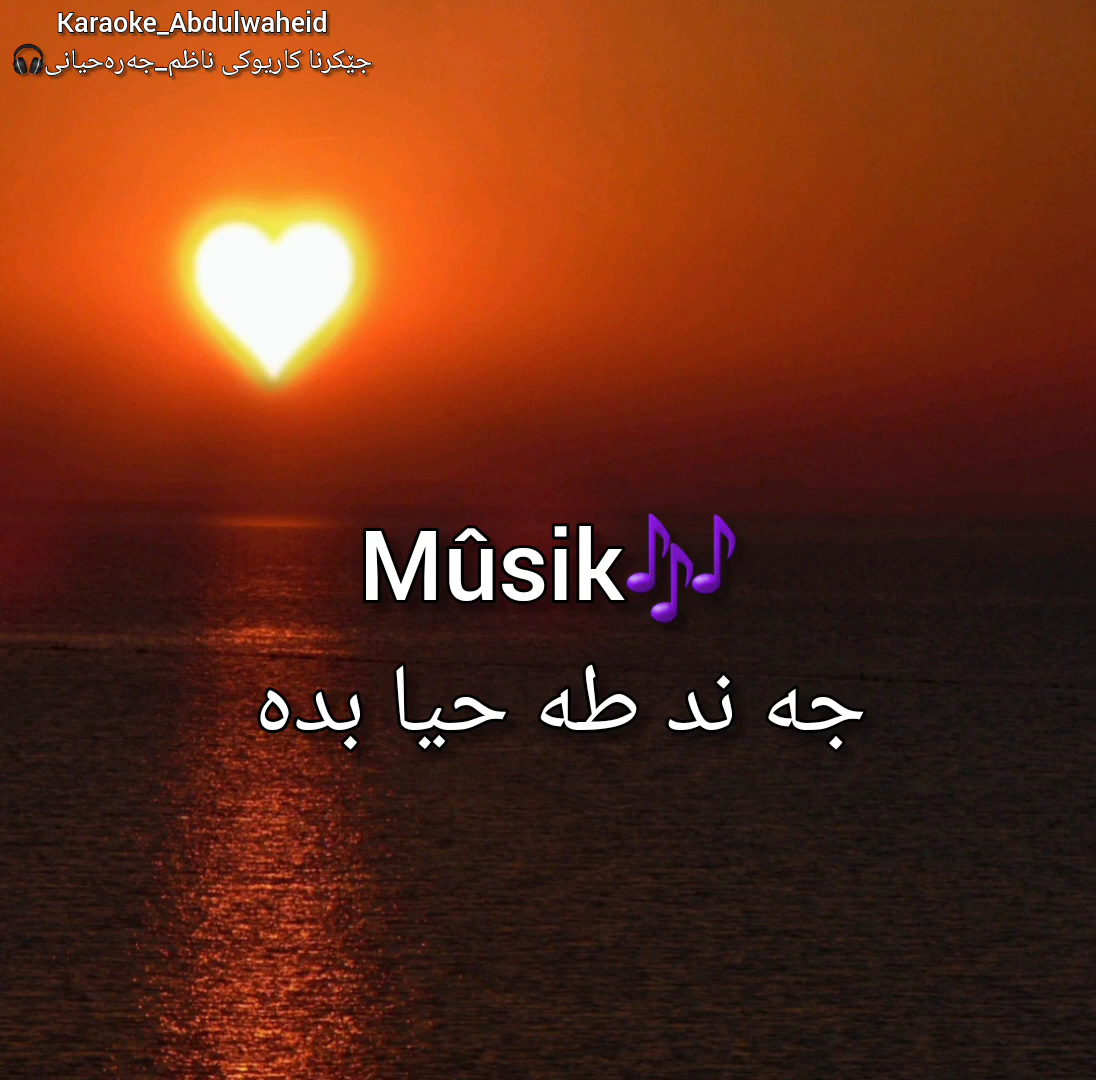 Karaoke_Abdulwaheid
جێکرنا کاریوکی ناظم_جەرەحیانی🎧
Mûsik🎶
جه ند طه حیا بده